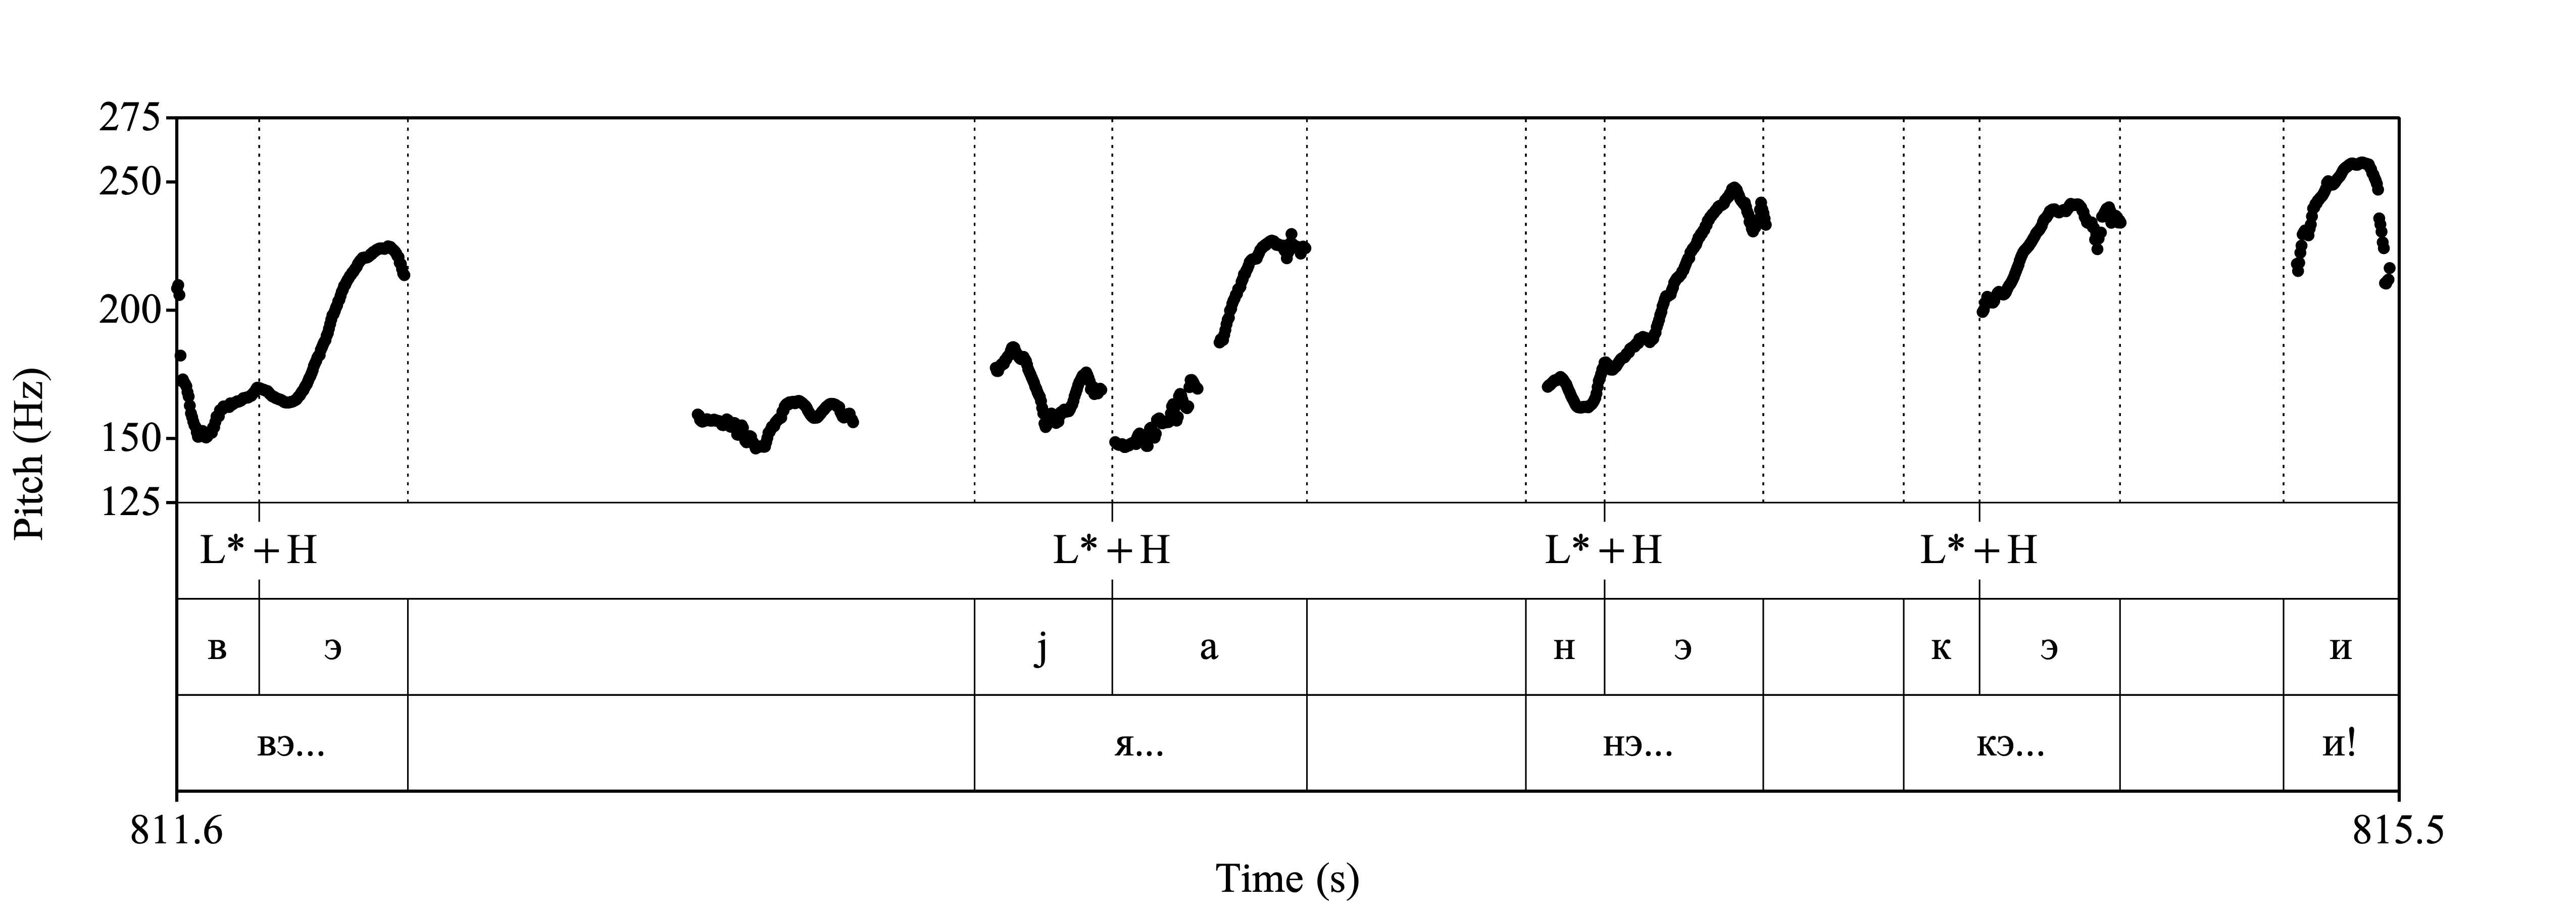 275
250
200
150
125
Pitch (Hz)
L*+H L*+H L*+H L*+H
в э ј а н э к э и
вэ... я... нэ... кэ... и!
811.6 815.5
Time (s)